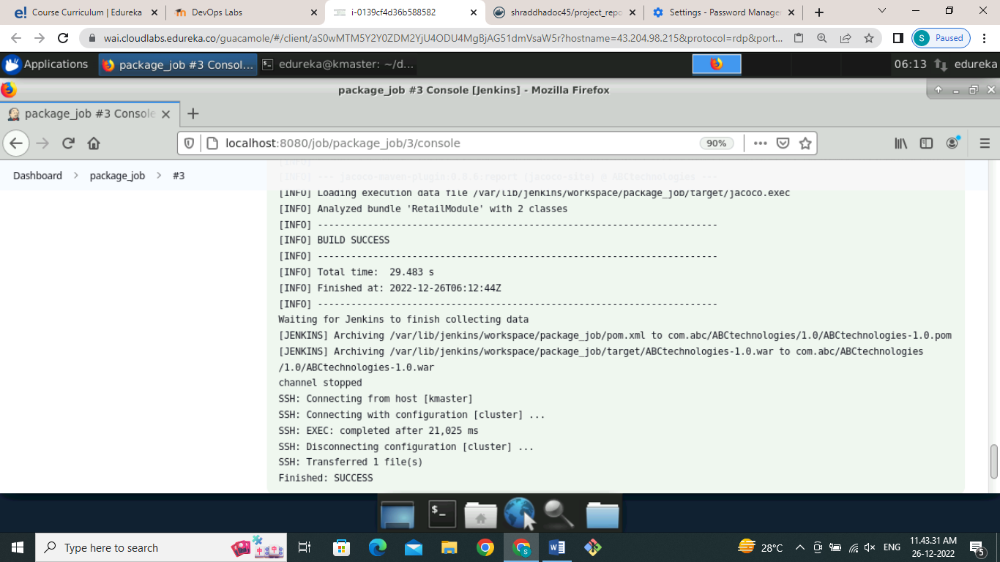 Course Curriculum | Edureka
DevOps Labs
i-0139cf4d36b588582
shraddhadoc45/project_repo
Settings - Password Manager
wai.cloudlabs.edureka.co/guacamole/#/client/aS0wMTM5Y2Y0ZDM2YjU4ODU4MgBjAG51dmVsaW5r?hostname=43.204.98.215&protocol=rdp&port...
S Paused
Applications
package_job #3 Consol...
edureka@kmaster: ~/d...
06:13
edureka
package_job #3 Console [Jenkins] - Mozilla Firefox
package_job #3 Console
localhost:8080/job/package_job/3/console
90%
Dashboard > package_job > #3
[INFO]
[INFO] --- jacoco-maven-plugin:0.8.6:report (jacoco-site) @ ABCtechnologies ---
[INFO] Loading execution data file /var/lib/jenkins/workspace/package_job/target/jacoco.exec
[INFO] Analyzed bundle 'RetailModule' with 2 classes
[INFO] ------------------------------------------------------------------------
[INFO] BUILD SUCCESS
[INFO] ------------------------------------------------------------------------
[INFO] Total time:  29.483 s
[INFO] Finished at: 2022-12-26T06:12:44Z
[INFO] ------------------------------------------------------------------------
Waiting for Jenkins to finish collecting data
[JENKINS] Archiving /var/lib/jenkins/workspace/package_job/pom.xml to com.abc/ABCtechnologies/1.0/ABCtechnologies-1.0.pom
[JENKINS] Archiving /var/lib/jenkins/workspace/package_job/target/ABCtechnologies-1.0.war to com.abc/ABCtechnologies
/1.0/ABCtechnologies-1.0.war
channel stopped
SSH: Connecting from host [kmaster]
SSH: Connecting with configuration [cluster] ...
SSH: EXEC: completed after 21,025 ms
SSH: Disconnecting configuration [cluster] ...
SSH: Transferred 1 file(s)
Finished: SUCCESS
Type here to search
28°C
ENG
11.43.31 AM
26-12-2022
5